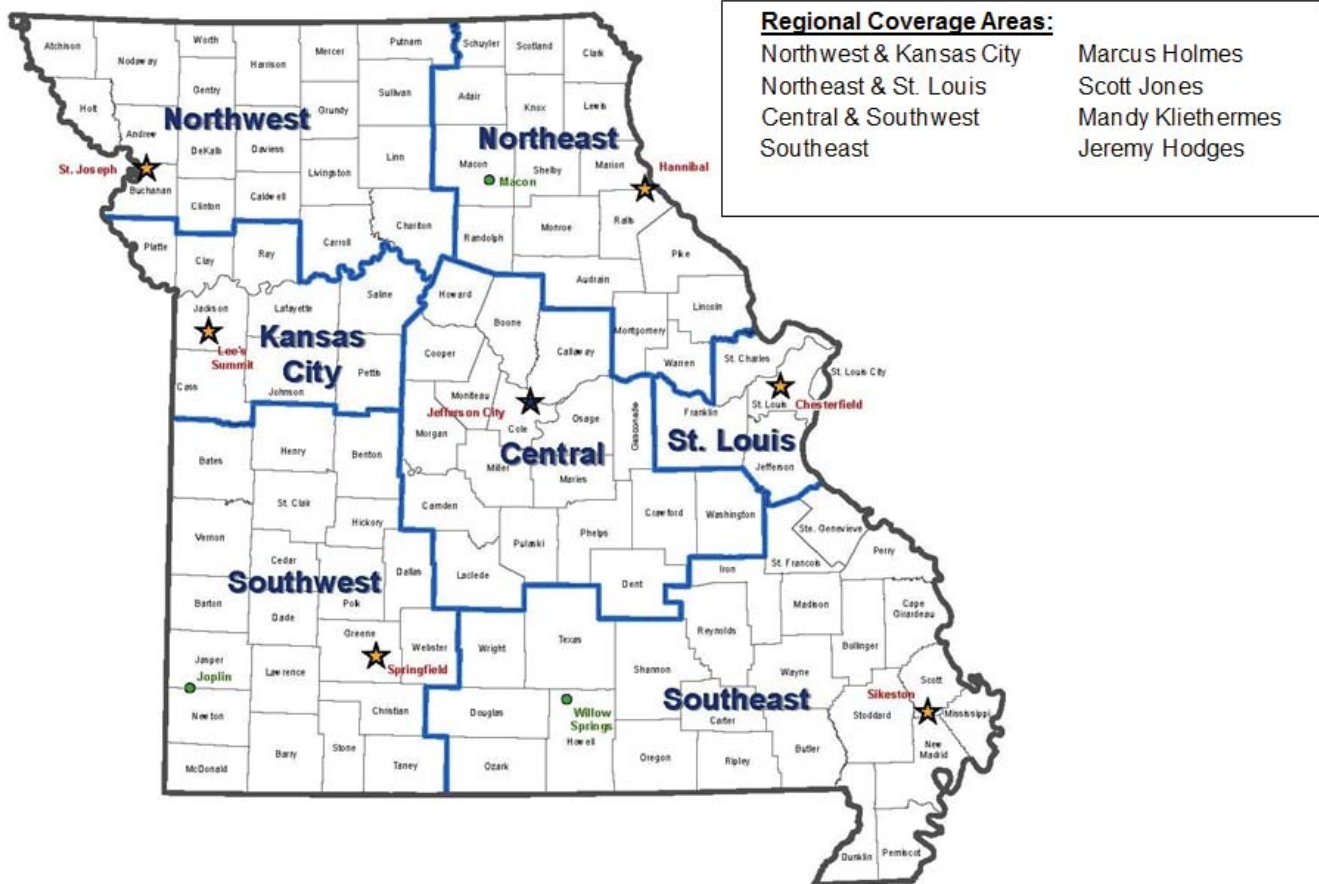 Regional Coverage Areas:
Northwest & Kansas City Marcus Holmes
Northeast & St. Louis Scott Jones
Central & Southwest Mandy Kliethermes
Southeast Jeremy Hodges
Atchison
Nodaway
Worth
Harrison
Mercer
Putnam
Schuyler
Scotland
Clark
Holt
Andrew
Gentry
Grundy
Sullivan
Adair
Knox
Lewis
Northwest
Northeast
DeKalb
Daviess
Livingston
Linn
Macon
Shelby
Marion
St. Joseph
Hannibal
Macon
Buchanan
Clinton
Caldwell
Carroll
Chariton
Randolph
Monroe
Ralls
Pike
Platte
Clay
Ray
Audrain
Jackson
Lafayette
Saline
Howard
Boone
Callaway
Montgomery
Lincoln
Warren
St. Charles
St. Louis City
Kansas
City
Lee's
Summit
Cass
Johnson
Pettis
Cooper
Moniteau
Jefferson City
Cole
Osage
Gasconade
Franklin
St. Louis
Chesterfield
St. Louis
Jefferson
Morgan
Central
Miller
Maries
Bates
Henry
Benton
St. Clair
Hickory
Camden
Pulaski
Phelps
Crawford
Washington
Ste. Genevieve
Perry
St. Francois
Vernon
Cedar
Dallas
Laclede
Dent
Iron
Southwest
Barton
Dade
Polk
Madison
Cape
Girardeau
Greene
Webster
Wright
Texas
Reynolds
Bollinger
Jasper
Joplin
Lawrence
Springfield
Shannon
Wayne
Scott
Southeast
Sikeston
Newton
Christian
Douglas
Willow
Springs
Howell
Carter
Stoddard
Mississippi
McDonald
Barry
Stone
Taney
Ozark
Oregon
Ripley
Butler
New
Madrid
Dunklin
Pemiscot